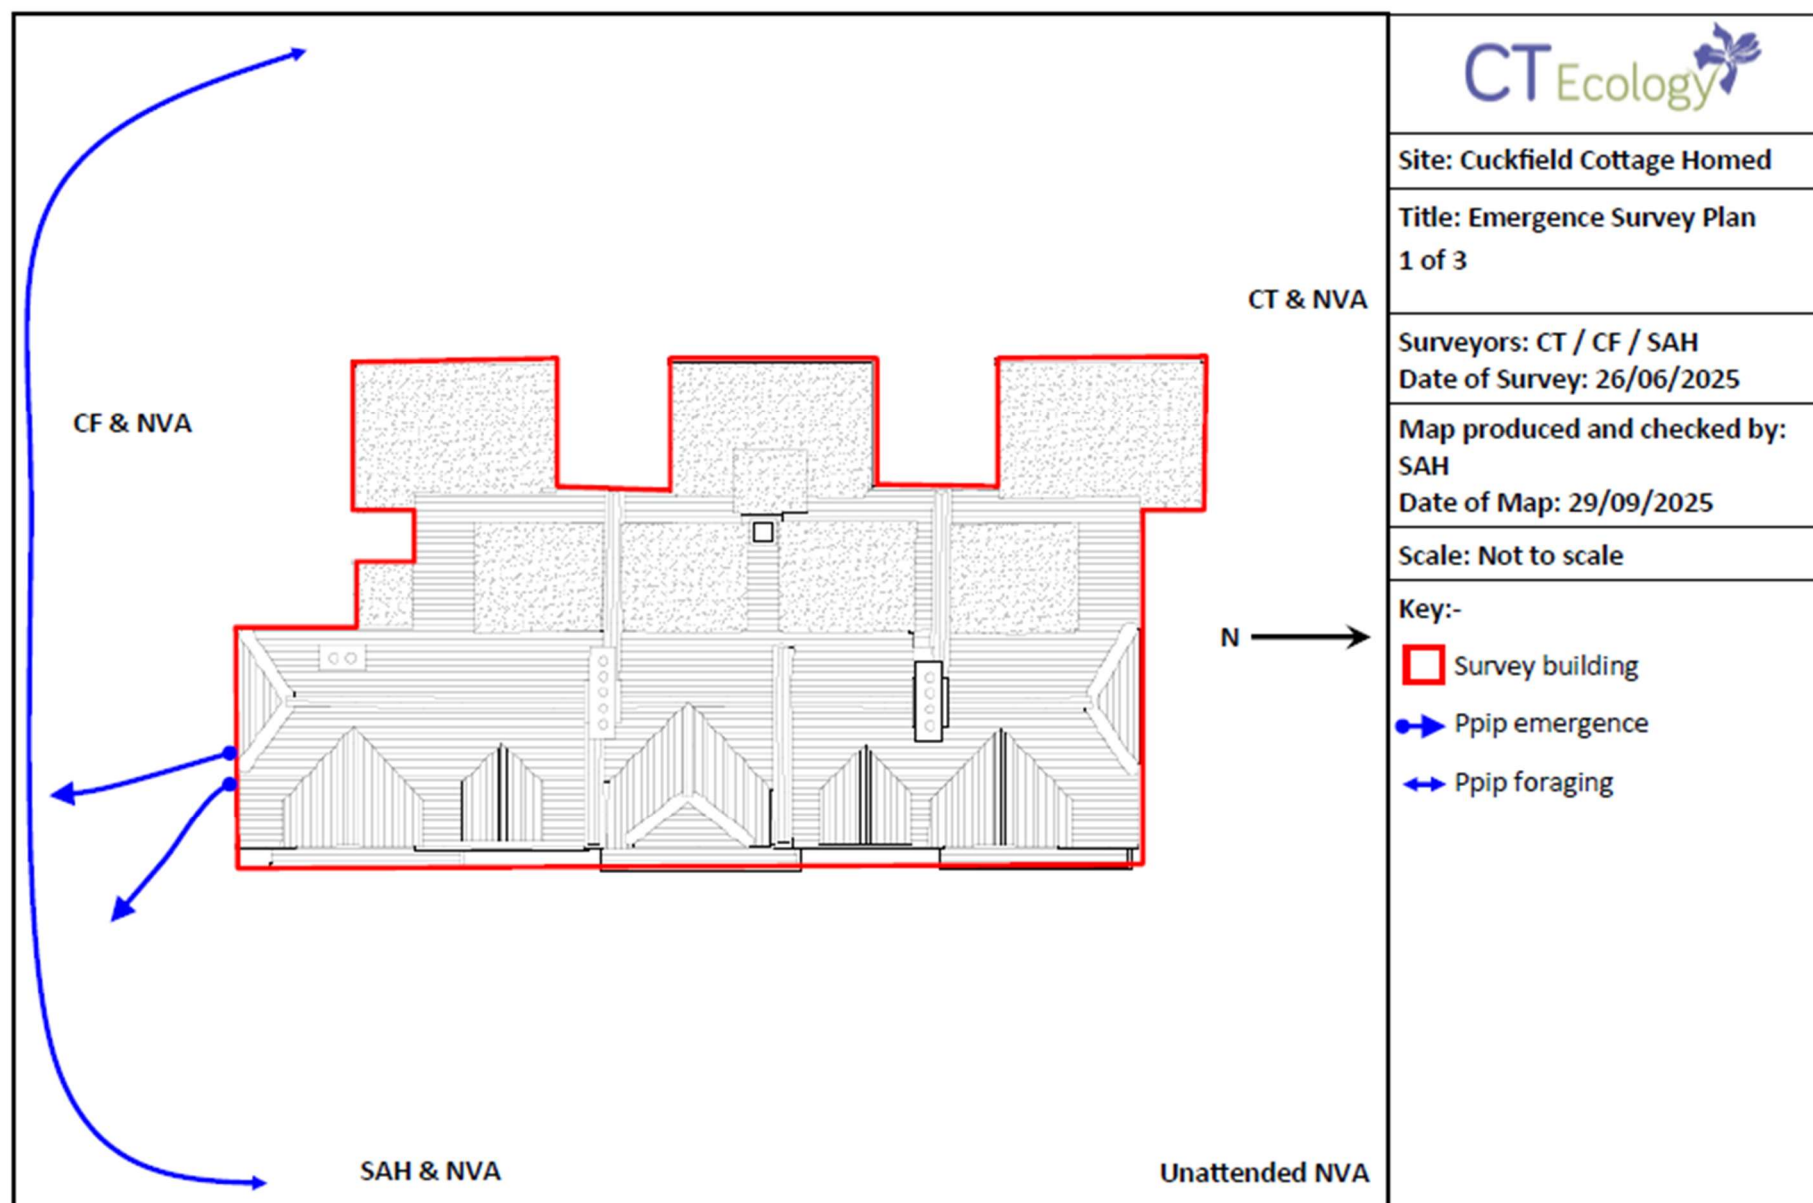 CT Ecology
Site: Cuckfield Cottage Homed
Title: Emergence Survey Plan
1 of 3
Surveyors: CT / CF / SAH
Date of Survey: 26/06/2025
Map produced and checked by:
SAH
Date of Map: 29/09/2025
Scale: Not to scale
Key:-
Survey building
Ppip emergence
Ppip foraging
CT & NVA
CF & NVA
N
SAH & NVA
Unattended NVA